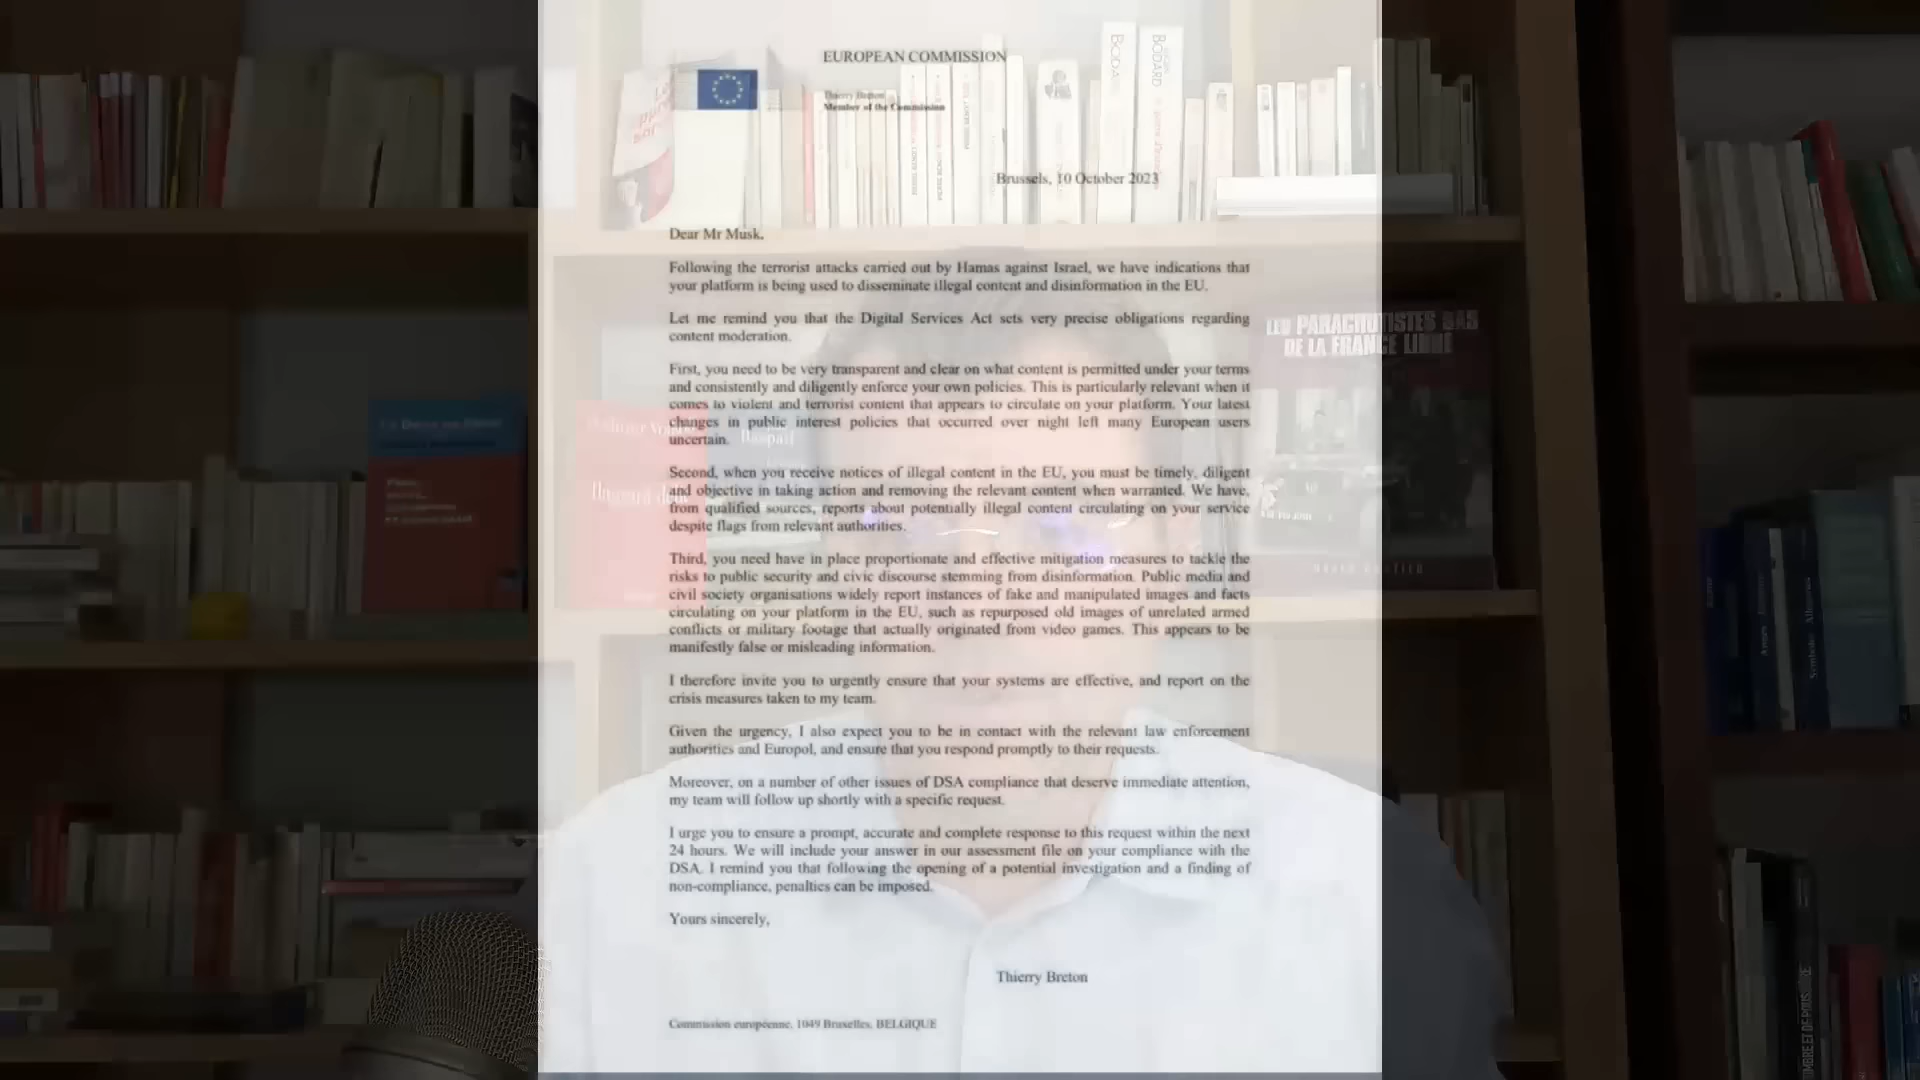 EUROPEAN COMMISSION
Thierry Breton
Member of the Commission
Brussels, 10 October 2023
Dear Mr Musk,
Following the terrorist attacks carried out by Hamas against Israel, we have indications that
your platform is being used to disseminate illegal content and disinformation in the EU.
Let me remind you that the Digital Services Act sets very precise obligations regarding
content moderation.
First, you need to be very transparent and clear on what content is permitted under your terms
and consistently and diligently enforce your own policies. This is particularly relevant when it
comes to violent and terrorist content that appears to circulate on your platform. Your latest
changes in public interest policies that occurred over night left many European users
uncertain.
Second, when you receive notices of illegal content in the EU, you must be timely, diligent
and objective in taking action and removing the relevant content when warranted. We have,
from qualified sources, reports about potentially illegal content circulating on your service
despite flags from relevant authorities.
Third, you need have in place proportionate and effective mitigation measures to tackle the
risks to public security and civic discourse stemming from disinformation. Public media and
civil society organisations widely report instances of fake and manipulated images and facts
circulating on your platform in the EU, such as repurposed old images of unrelated armed
conflicts or military footage that actually originated from video games. This appears to be
manifestly false or misleading information.
I therefore invite you to urgently ensure that your systems are effective, and report on the
crisis measures taken to my team.
Given the urgency, I also expect you to be in contact with the relevant law enforcement
authorities and Europol, and ensure that you respond promptly to their requests.
Moreover, on a number of other issues of DSA compliance that deserve immediate attention,
my team will follow up shortly with a specific request.
I urge you to ensure a prompt, accurate and complete response to this request within the next
24 hours. We will include your answer in our assessment file on your compliance with the
DSA. I remind you that following the opening of a potential investigation and a finding of
non-compliance, penalties can be imposed.
Yours sincerely,
Thierry Breton
Commission européenne, 1049 Bruxelles, BELGIQUE
BODARD
LES PARACHUTISTES SAS
DE LA FRANCE LIBRE